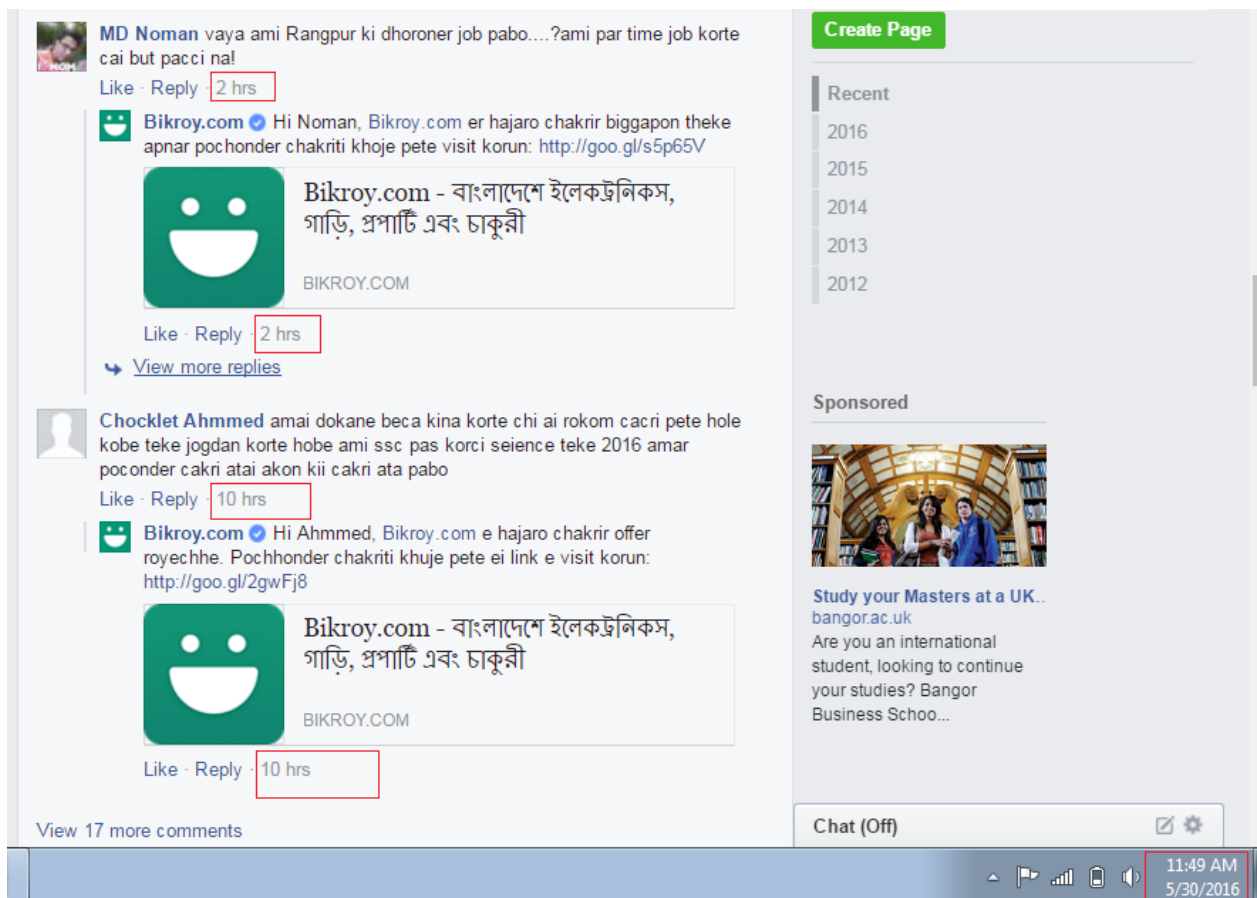 MD Noman vaya ami Rangpur ki dhoroner job pabo....?ami par time job korte
cai but pacci na!
Like · Reply · 2 hrs
Bikroy.com Hi Noman, Bikroy.com er hajaro chakrir biggapon theke
apnar pochonder chakriti khoje pete visit korun: http://goo.gl/s5p65V
Bikroy.com - বাংলাদেশে ইলেকট্রনিকস,
গাড়ি, প্রপার্টি এবং চাকুরী
BIKROY.COM
Like · Reply · 2 hrs
View more replies
Chocklet Ahmmed amai dokane beca kina korte chi ai rokom cacri pete hole
kobe teke jogdan korte hobe ami ssc pas korci seience teke 2016 amar
poconder cakri atai akon kii cakri ata pabo
Like · Reply · 10 hrs
Bikroy.com Hi Ahmmed, Bikroy.com e hajaro chakrir offer
royechhe. Pochhonder chakriti khuje pete ei link e visit korun:
http://goo.gl/2gwFj8
Bikroy.com - বাংলাদেশে ইলেকট্রনিকস,
গাড়ি, প্রপার্টি এবং চাকুরী
BIKROY.COM
Like · Reply · 10 hrs
View 17 more comments
Create Page
Recent
2016
2015
2014
2013
2012
Sponsored
Study your Masters at a UK..
bangor.ac.uk
Are you an international
student, looking to continue
your studies? Bangor
Business Schoo...
Chat (Off)
11:49 AM
5/30/2016